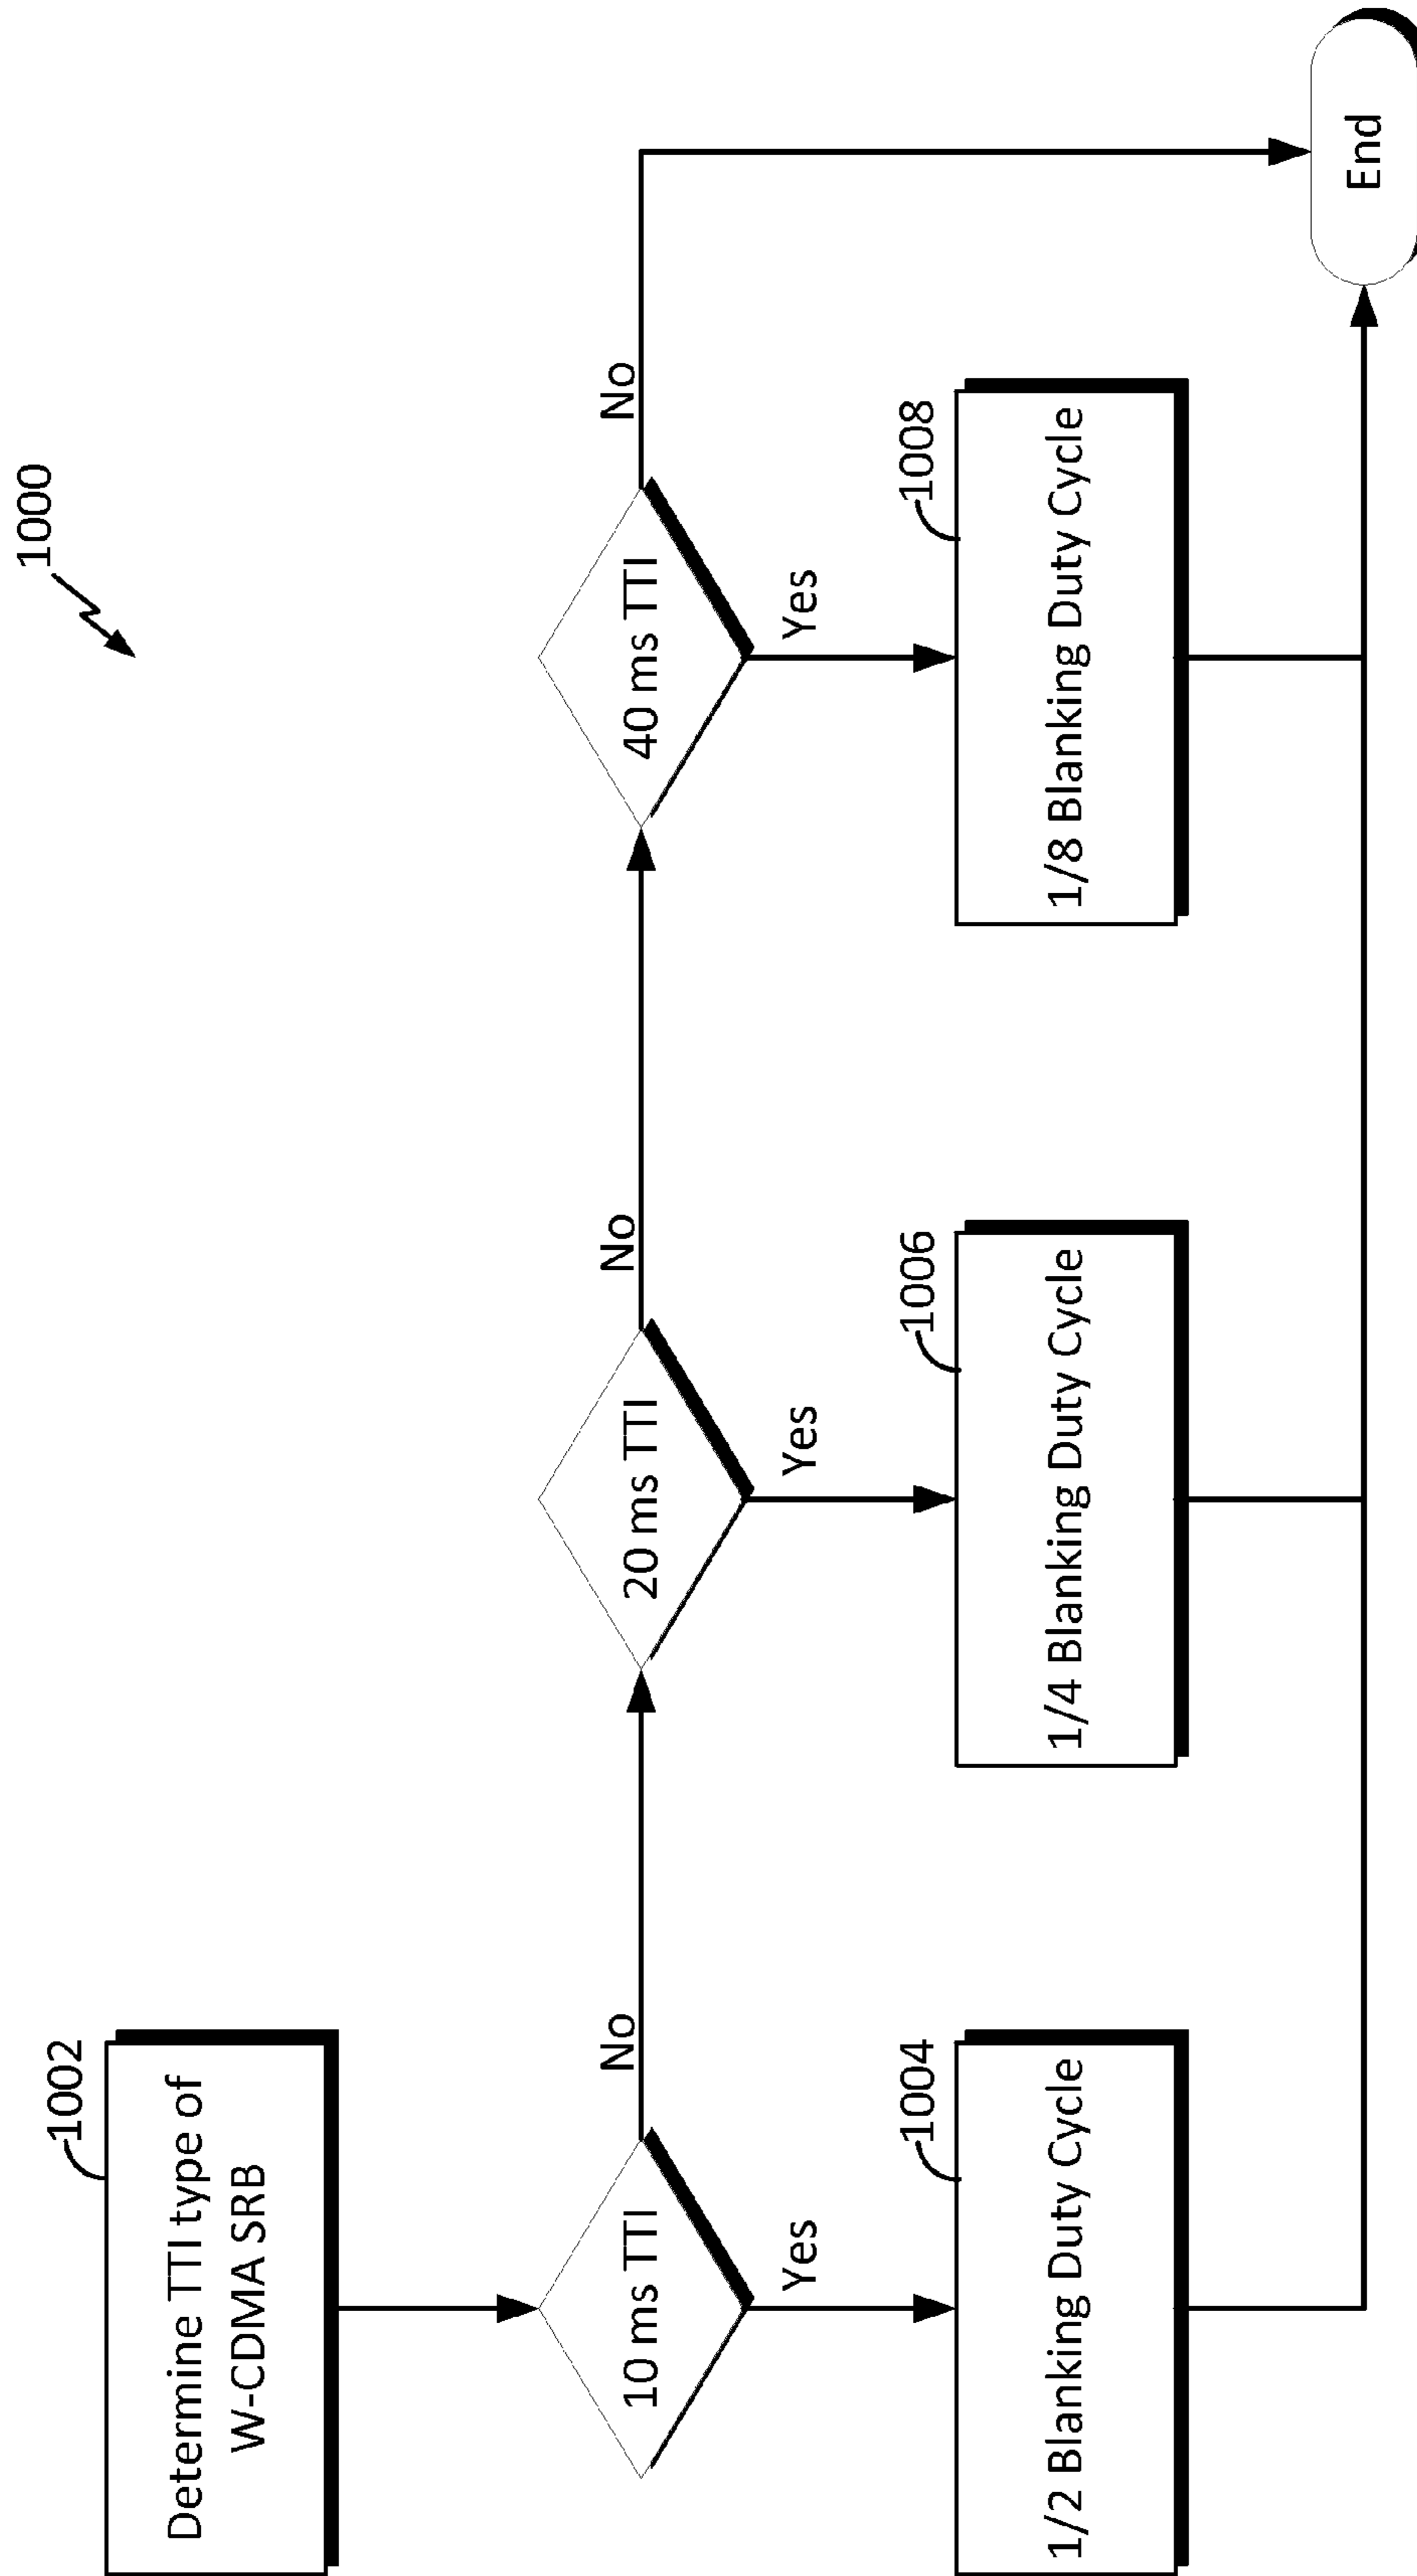 1000
1002
Determine TTI type of
W-CDMA SRB
10 ms TTI
No
20 ms TTI
No
40 ms TTI
No
Yes
Yes
Yes
1004
1/2 Blanking Duty Cycle
1006
1/4 Blanking Duty Cycle
1008
1/8 Blanking Duty Cycle
End